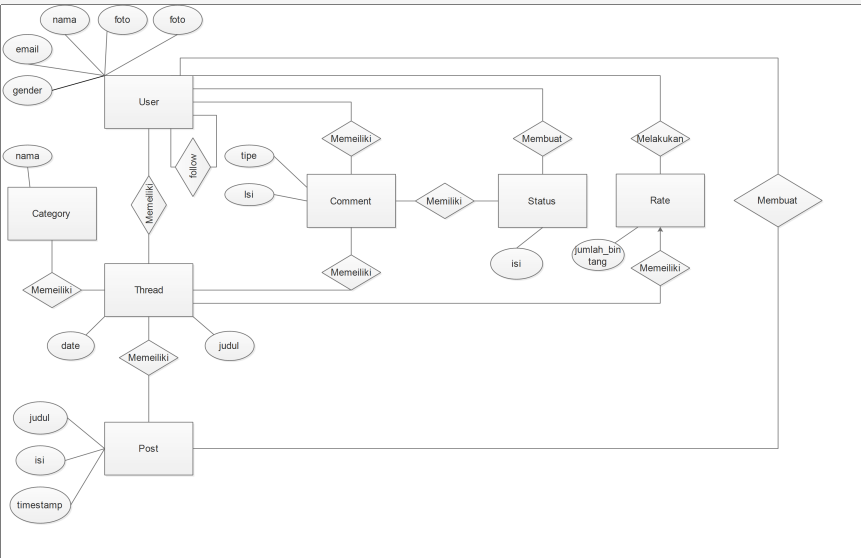 nama
foto
foto
email
gender
User
nama
follow
tipe
Memeiliki
Membuat
Melakukan
Isi
Category
Memeiliki
Comment
Memiliki
Status
Rate
Membuat
jumlah_bin
tang
isi
Memeiliki
Memeiliki
Memeiliki
Thread
date
judul
Memeiliki
judul
Post
isi
timestamp